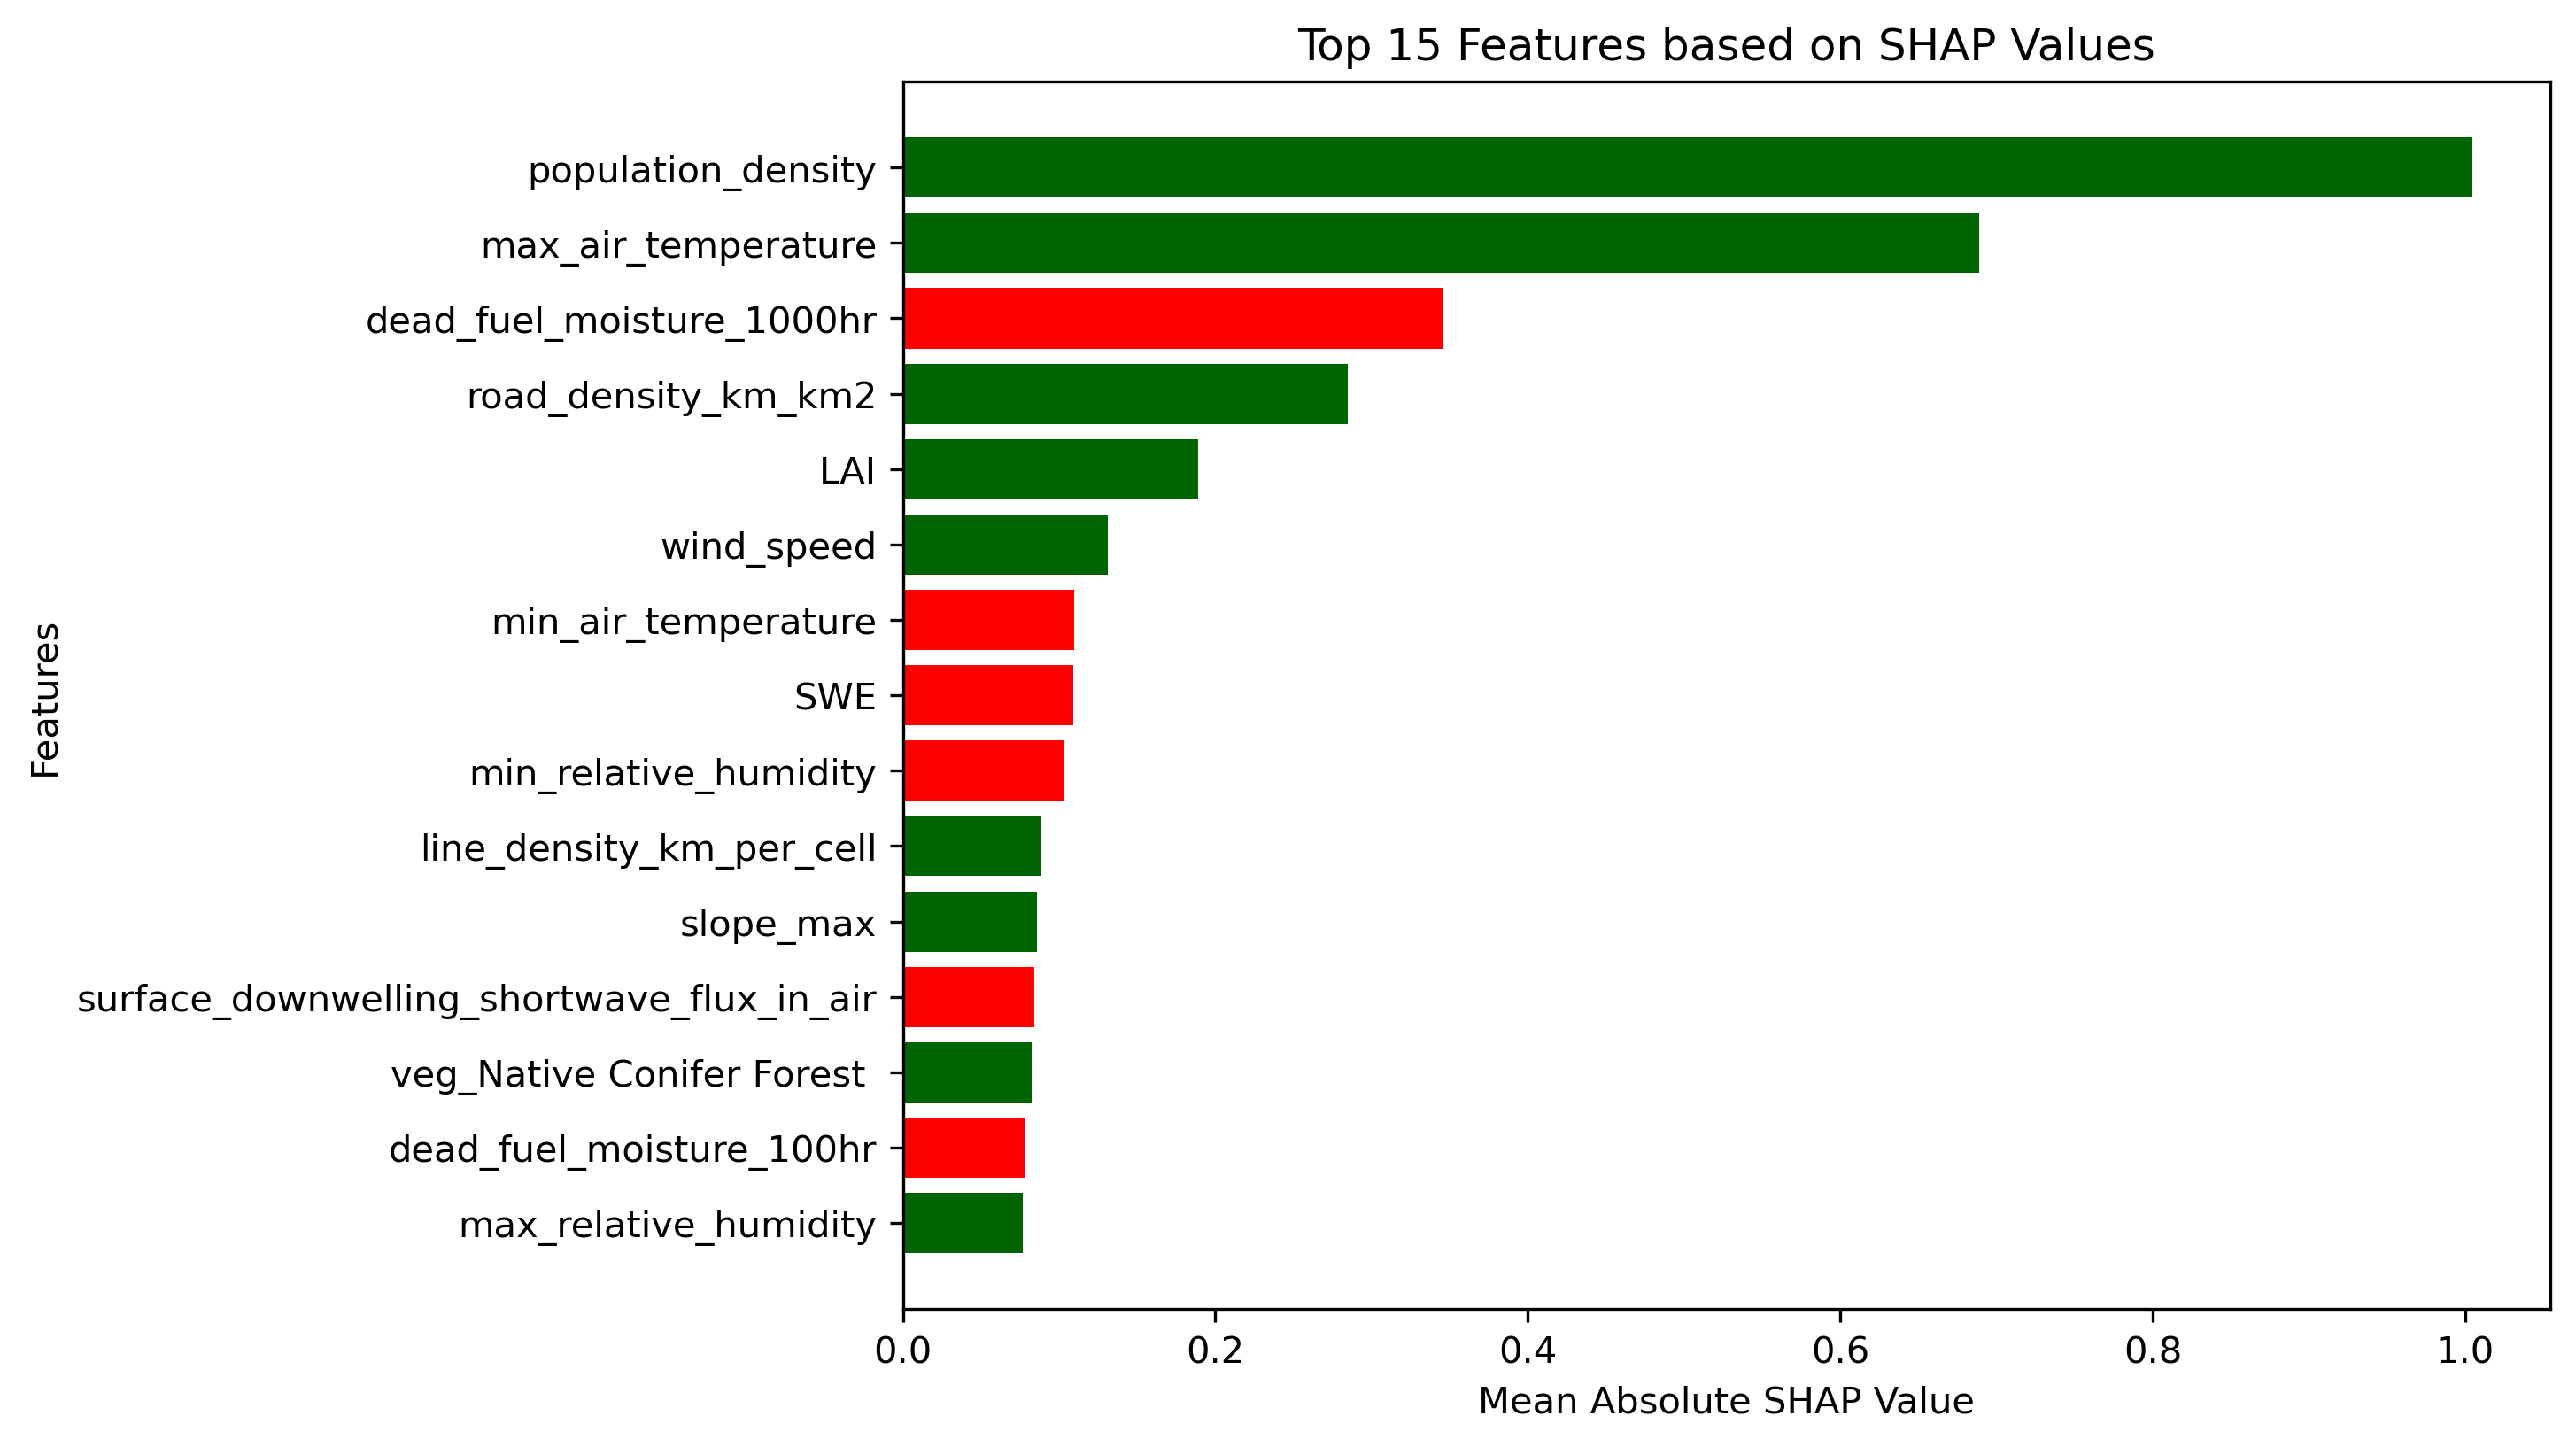 Top 15 Features based on SHAP Values
Features
population_density
max_air_temperature
dead_fuel_moisture_1000hr
road_density_km_km2
LAI
wind_speed
min_air_temperature
SWE
min_relative_humidity
line_density_km_per_cell
slope_max
surface_downwelling_shortwave_flux_in_air
veg_Native Conifer Forest
dead_fuel_moisture_100hr
max_relative_humidity
0.0 0.2 0.4 0.6 0.8 1.0
Mean Absolute SHAP Value